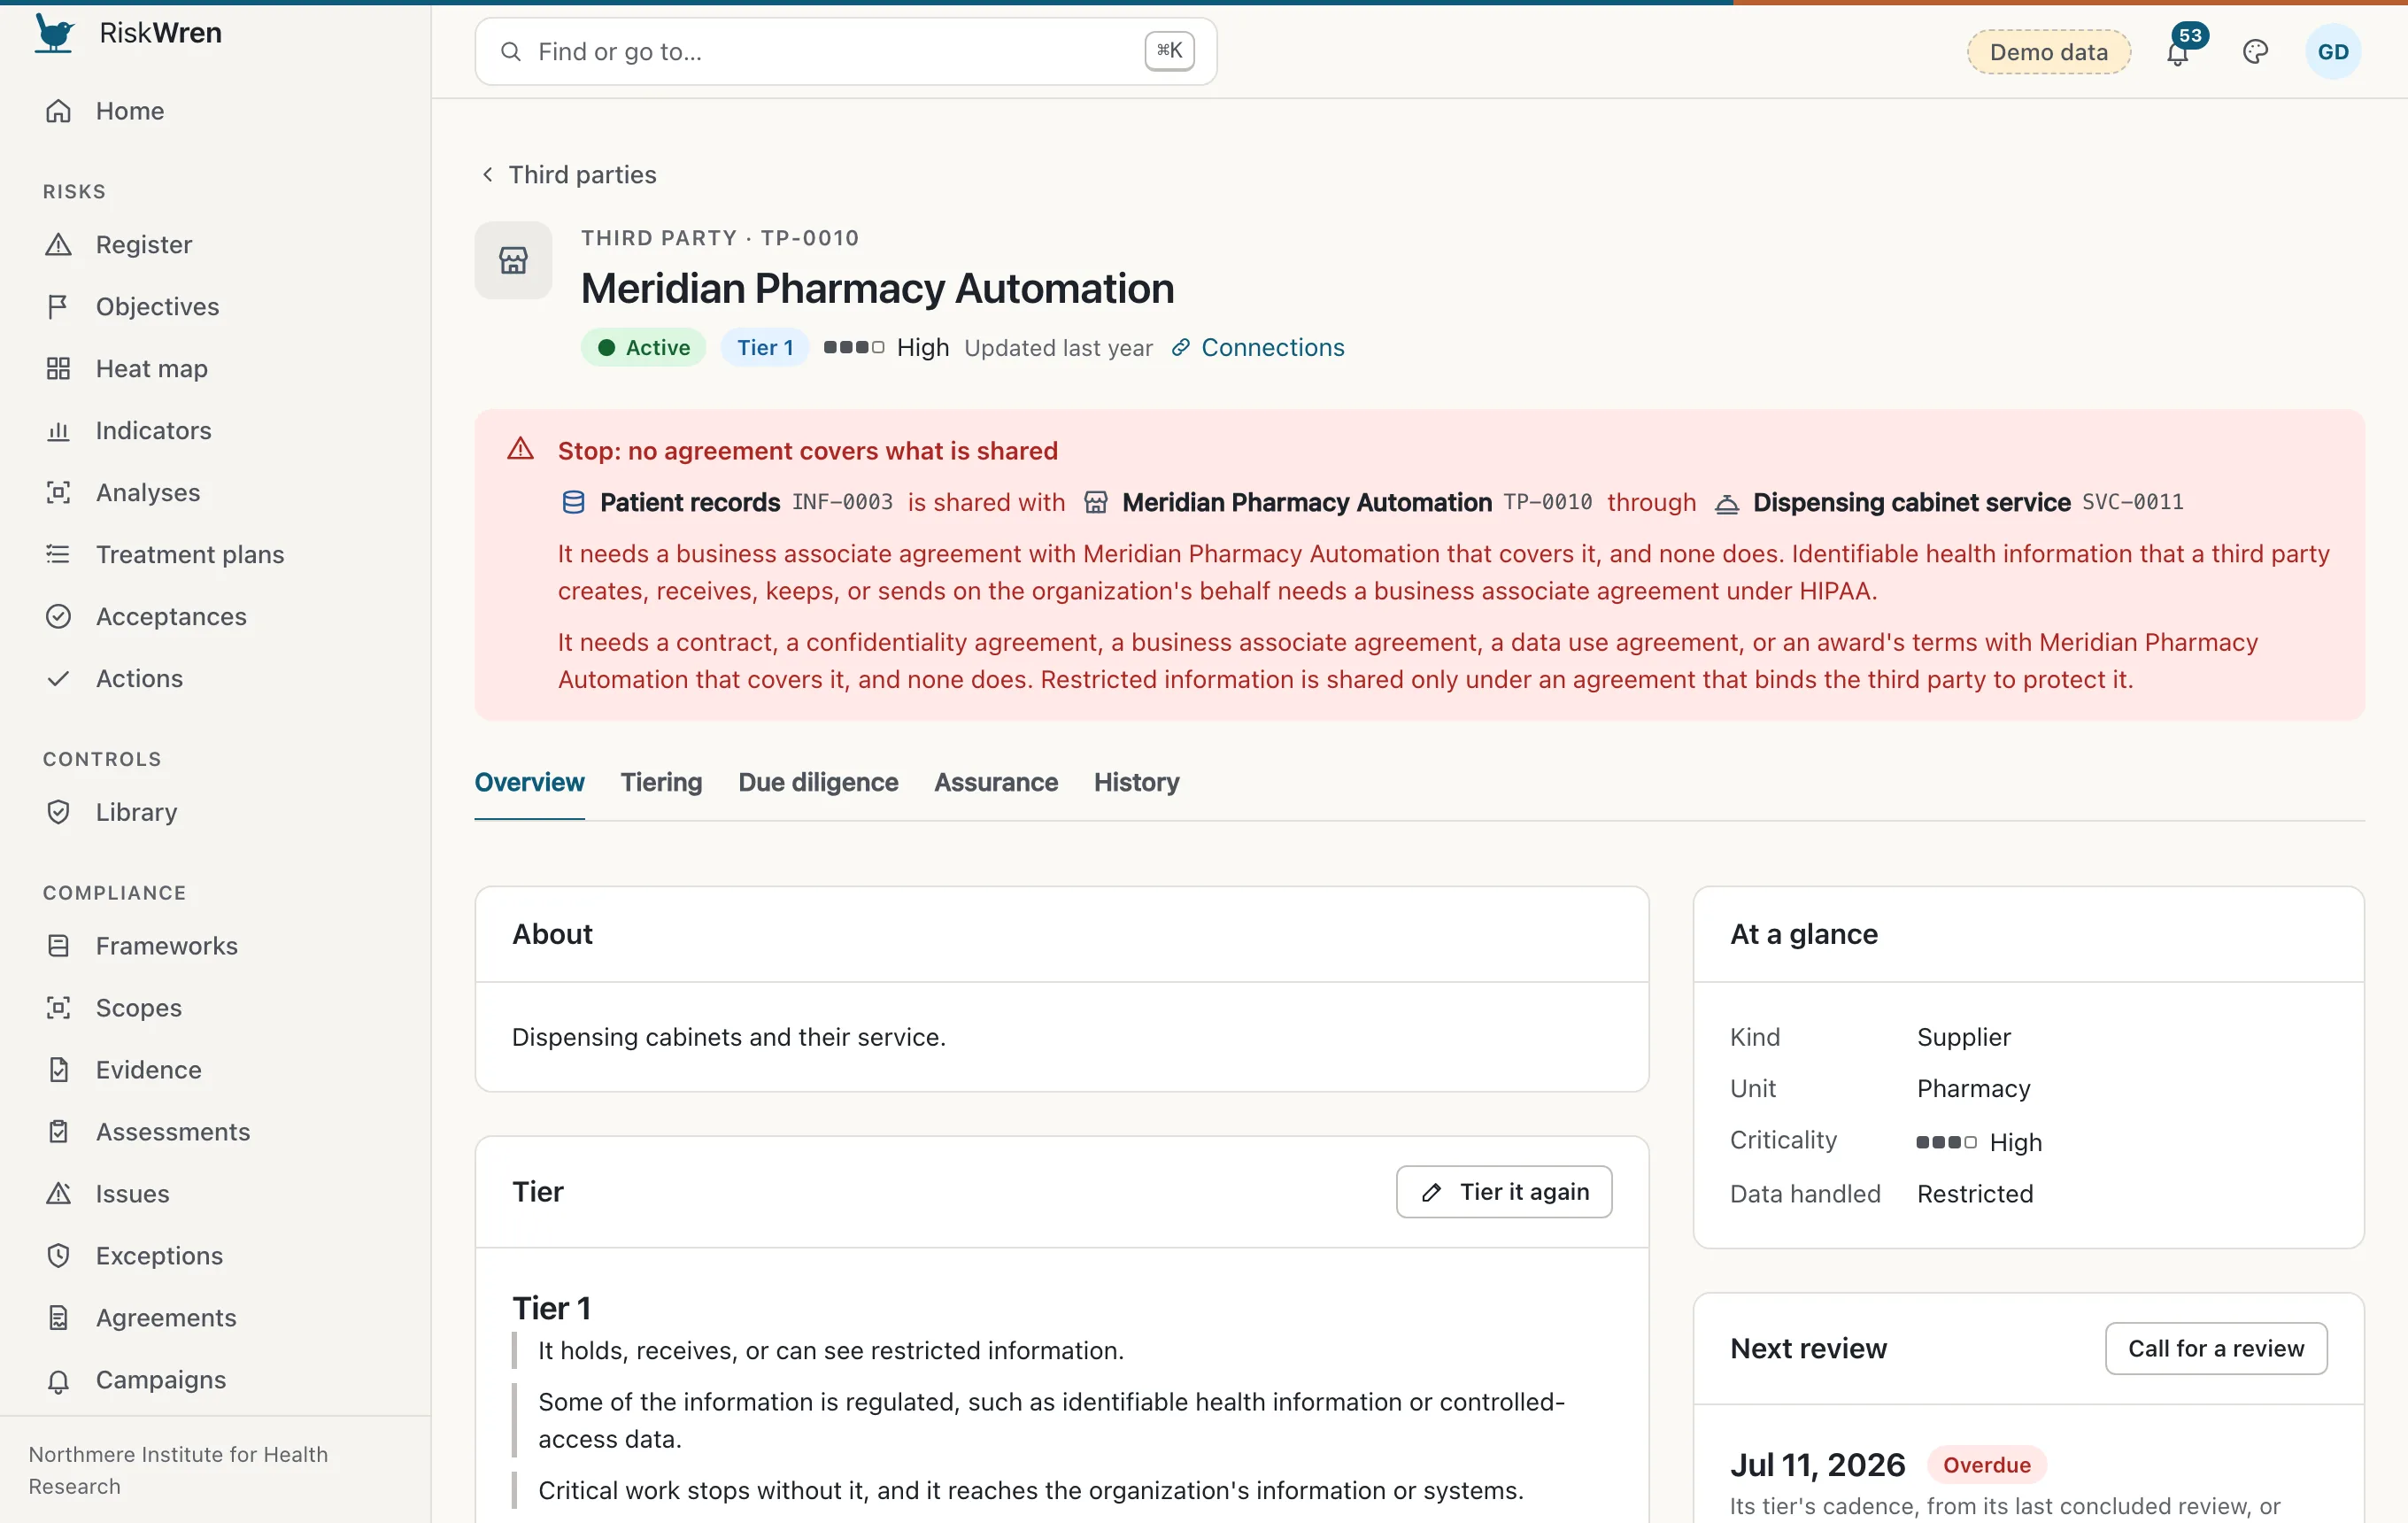 RiskWren
Find or go to...
⌘K
Demo data
53
GD
Home
RISKS
Register
Objectives
Heat map
Indicators
Analyses
Treatment plans
Acceptances
Actions
CONTROLS
Library
COMPLIANCE
Frameworks
Scopes
Evidence
Assessments
Issues
Exceptions
Agreements
Campaigns
Northmere Institute for Health
Research
Third parties
THIRD PARTY · TP-0010
Meridian Pharmacy Automation
Active Tier 1 High Updated last year Connections
Stop: no agreement covers what is shared
Patient records INF-0003 is shared with Meridian Pharmacy Automation TP-0010 through Dispensing cabinet service SVC-0011
It needs a business associate agreement with Meridian Pharmacy Automation that covers it, and none does. Identifiable health information that a third party
creates, receives, keeps, or sends on the organization's behalf needs a business associate agreement under HIPAA.
It needs a contract, a confidentiality agreement, a business associate agreement, a data use agreement, or an award's terms with Meridian Pharmacy
Automation that covers it, and none does. Restricted information is shared only under an agreement that binds the third party to protect it.
Overview Tiering Due diligence Assurance History
About
Dispensing cabinets and their service.
Tier
Tier it again
Tier 1
It holds, receives, or can see restricted information.
Some of the information is regulated, such as identifiable health information or controlled-
access data.
Critical work stops without it, and it reaches the organization's information or systems.
At a glance
Kind Supplier
Unit Pharmacy
Criticality High
Data handled Restricted
Next review
Call for a review
Jul 11, 2026 Overdue
Its tier's cadence, from its last concluded review, or